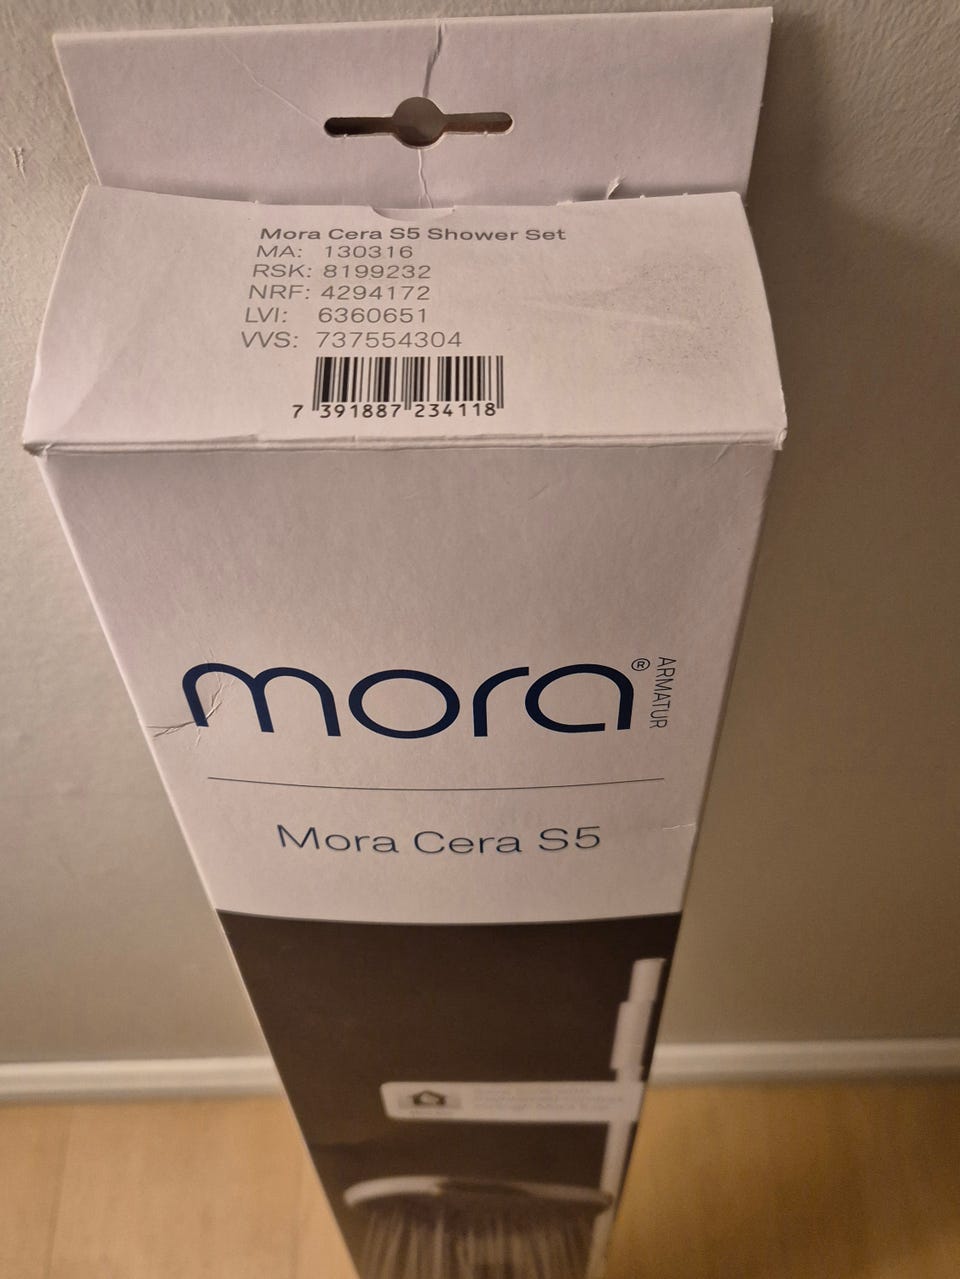 Mora Cera S5 Shower Set
MA: 130316
RSK: 8199232
NRF: 4294172
LVI: 6360651
VVS: 737554304
7 391887 234118
mora® ARMATUR
Mora Cera S5